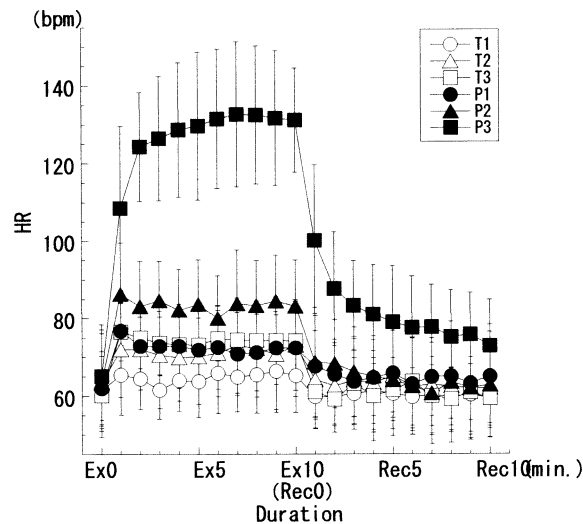 (bpm)
140
120
100
80
60
HR
T1
T2
T3
P1
P2
P3
Ex0
Ex5
Ex10
Rec5
Rec10(min.)
(Rec0)
Duration